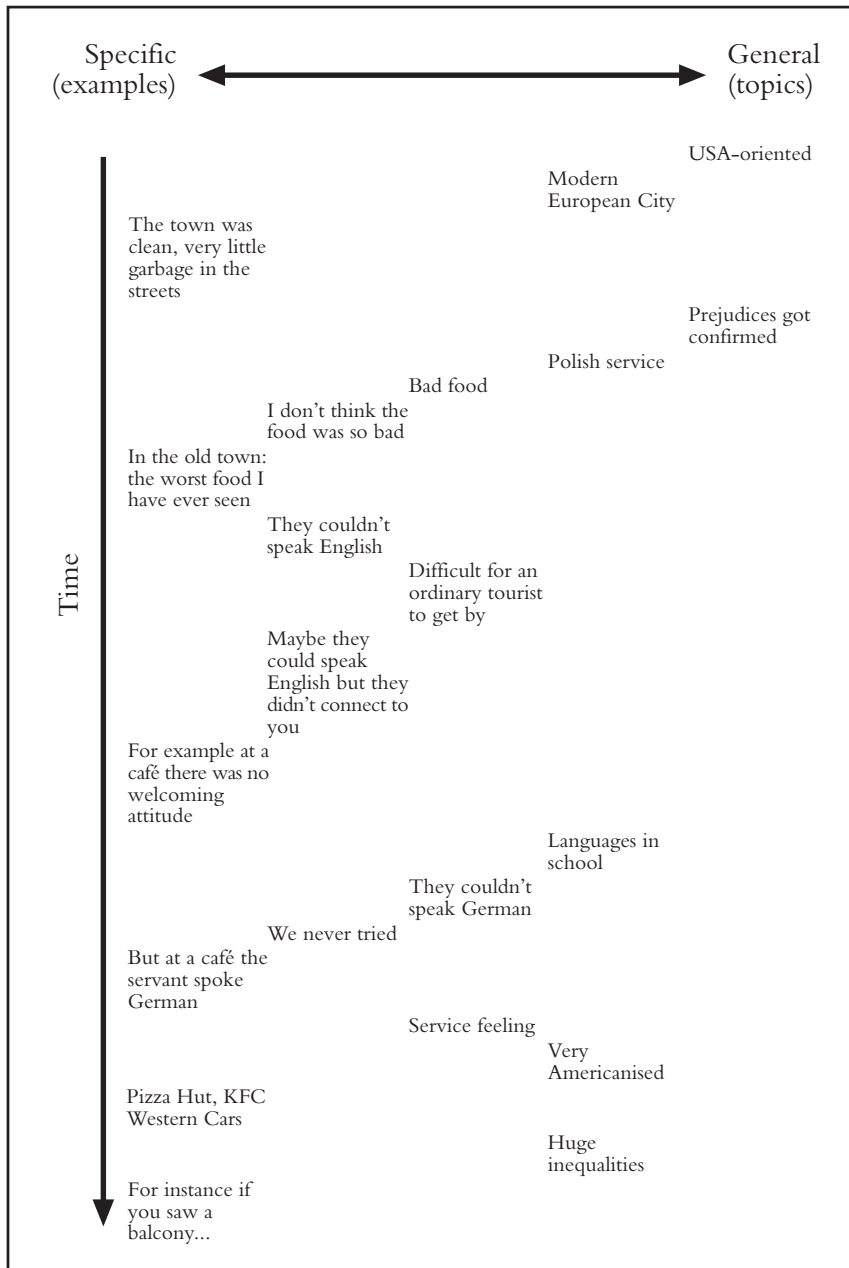 Specific
(examples)
General
(topics)
USA-oriented
Modern
European City
The town was
clean, very little
garbage in the
streets
Prejudices got
confirmed
Polish service
Bad food
I don't think the
food was so bad
In the old town:
the worst food I
have ever seen
They couldn't
speak English
Difficult for an
ordinary tourist
to get by
Time
Maybe they
could speak
English but they
didn't connect to
you
For example at a
café there was no
welcoming
attitude
Languages in
school
They couldn't
speak German
We never tried
But at a café the
servant spoke
German
Service feeling
Very
Americanised
Pizza Hut, KFC
Western Cars
Huge
inequalities
For instance if
you saw a
balcony...